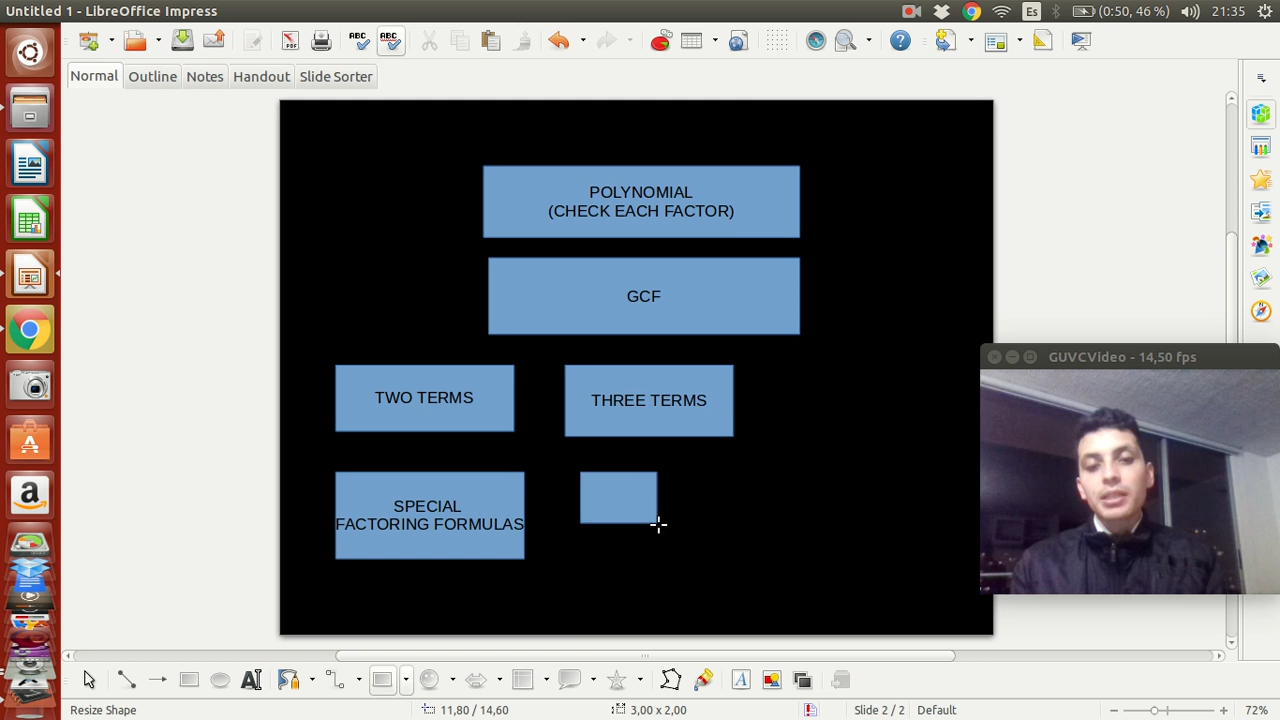 Untitled 1 - LibreOffice Impress
Es
(0:50, 46 %)
21:35
Normal
Outline
Notes
Handout
Slide Sorter
POLYNOMIAL
(CHECK EACH FACTOR)
GCF
TWO TERMS
THREE TERMS
SPECIAL
FACTORING FORMULAS
GUVCVideo - 14,50 fps
Resize Shape
11,80 / 14,60
3,00 x 2,00
Slide 2 / 2
Default
72%